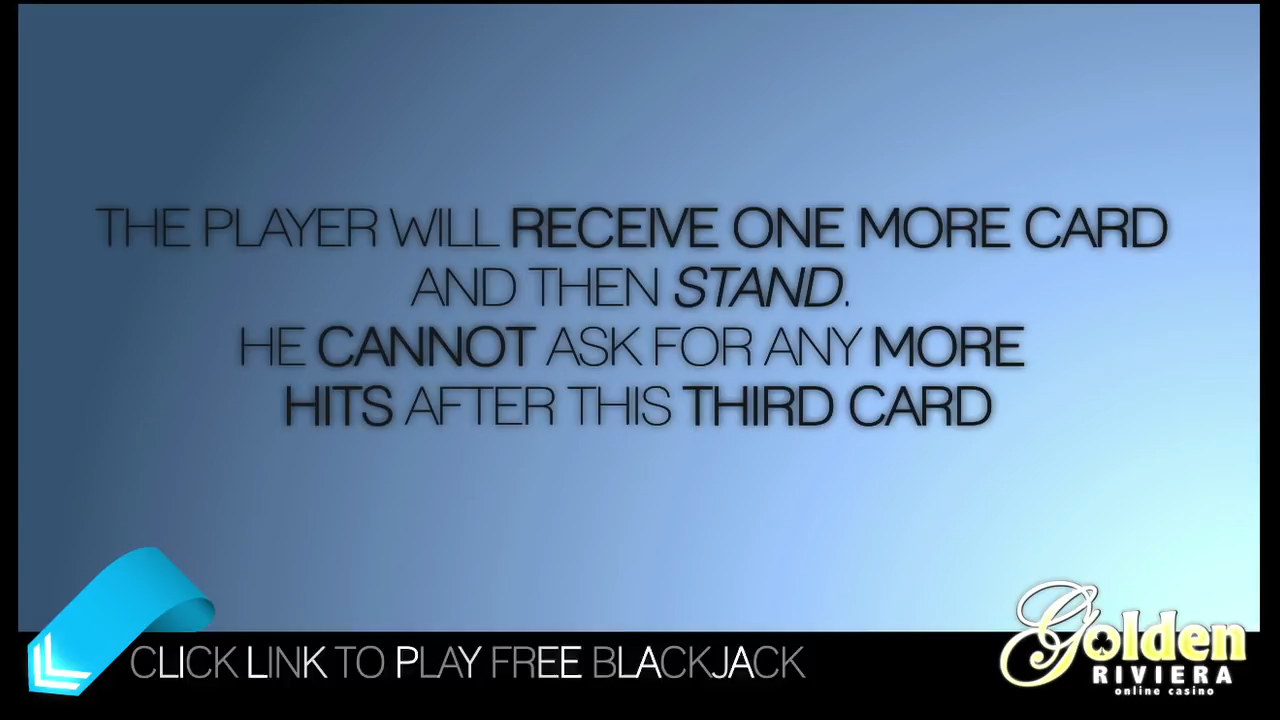 THE PLAYER WILL RECEIVE ONE MORE CARD
AND THEN STAND.
HE CANNOT ASK FOR ANY MORE
HITS AFTER THIS THIRD CARD
CLICK LINK TO PLAY FREE BLACKJACK
Golden
RIVIERA
online casino